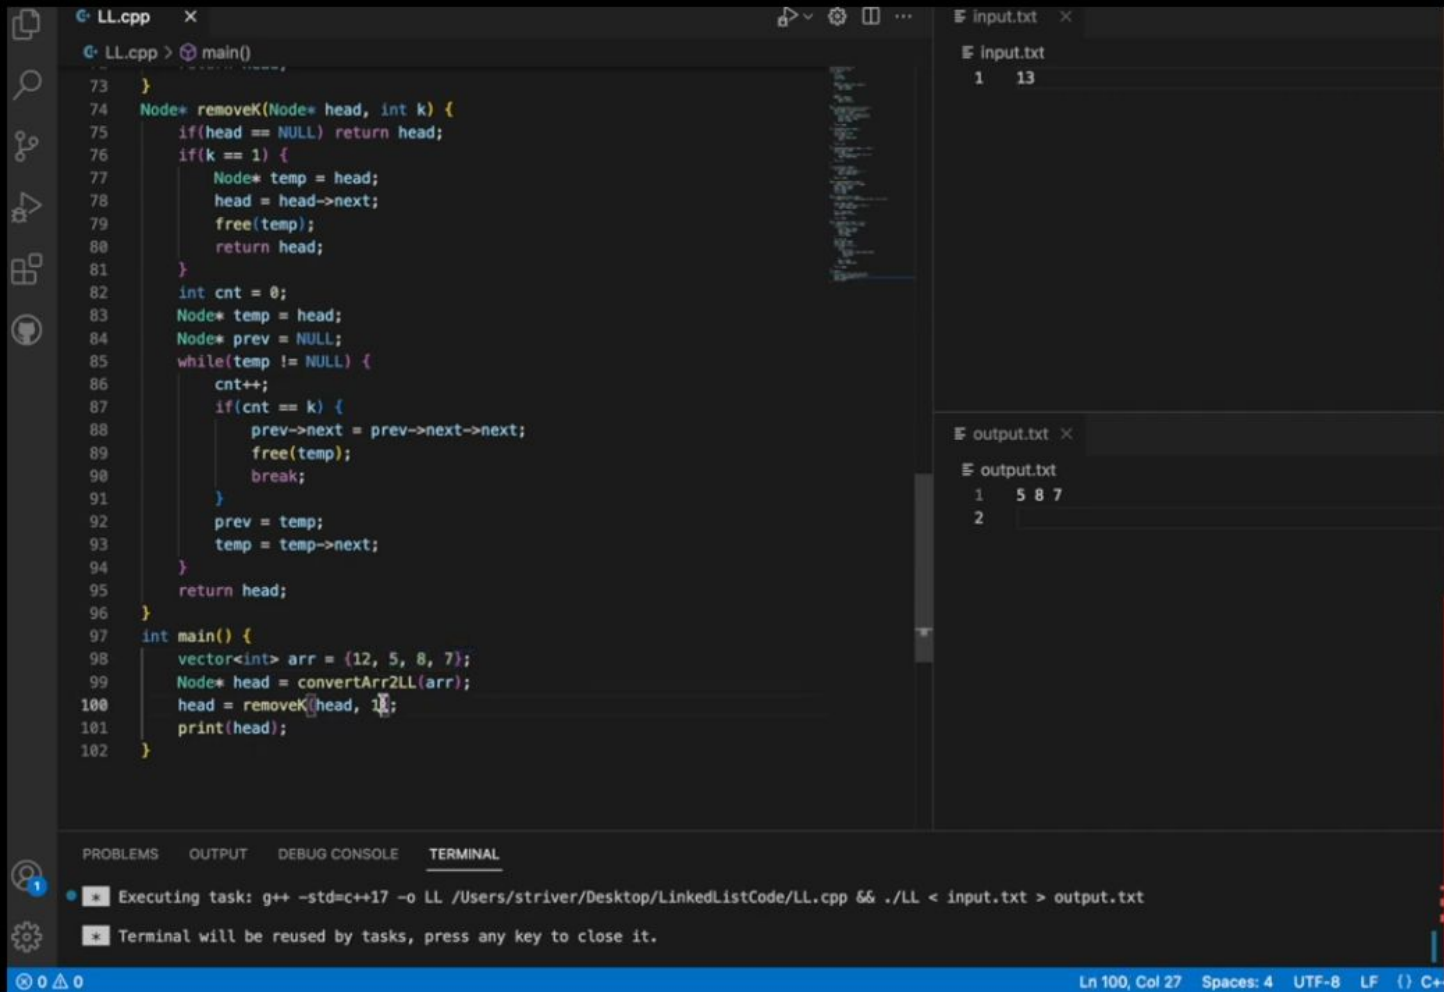 LL.cpp
LL.cpp > main()
73 }
74 Node* removeK(Node* head, int k) {
75 if(head == NULL) return head;
76 if(k == 1) {
77 Node* temp = head;
78 head = head->next;
79 free(temp);
80 return head;
81 }
82 int cnt = 0;
83 Node* temp = head;
84 Node* prev = NULL;
85 while(temp != NULL) {
86 cnt++;
87 if(cnt == k) {
88 prev->next = prev->next->next;
89 free(temp);
90 break;
91 }
92 prev = temp;
93 temp = temp->next;
94 }
95 return head;
96 }
97 int main() {
98 vector<int> arr = {12, 5, 8, 7};
99 Node* head = convertArr2LL(arr);
100 head = removeK(head,
101 print(head);
102 }
input.txt
input.txt
1 13
output.txt
output.txt
1 5 8 7
2
PROBLEMS OUTPUT DEBUG CONSOLE TERMINAL
* Executing task: g++ -std=c++17 -o LL /Users/striver/Desktop/LinkedListCode/LL.cpp && ./LL < input.txt > output.txt
* Terminal will be reused by tasks, press any key to close it.
1
0 0 Ln 100, Col 27 Spaces: 4 UTF-8 LF {}